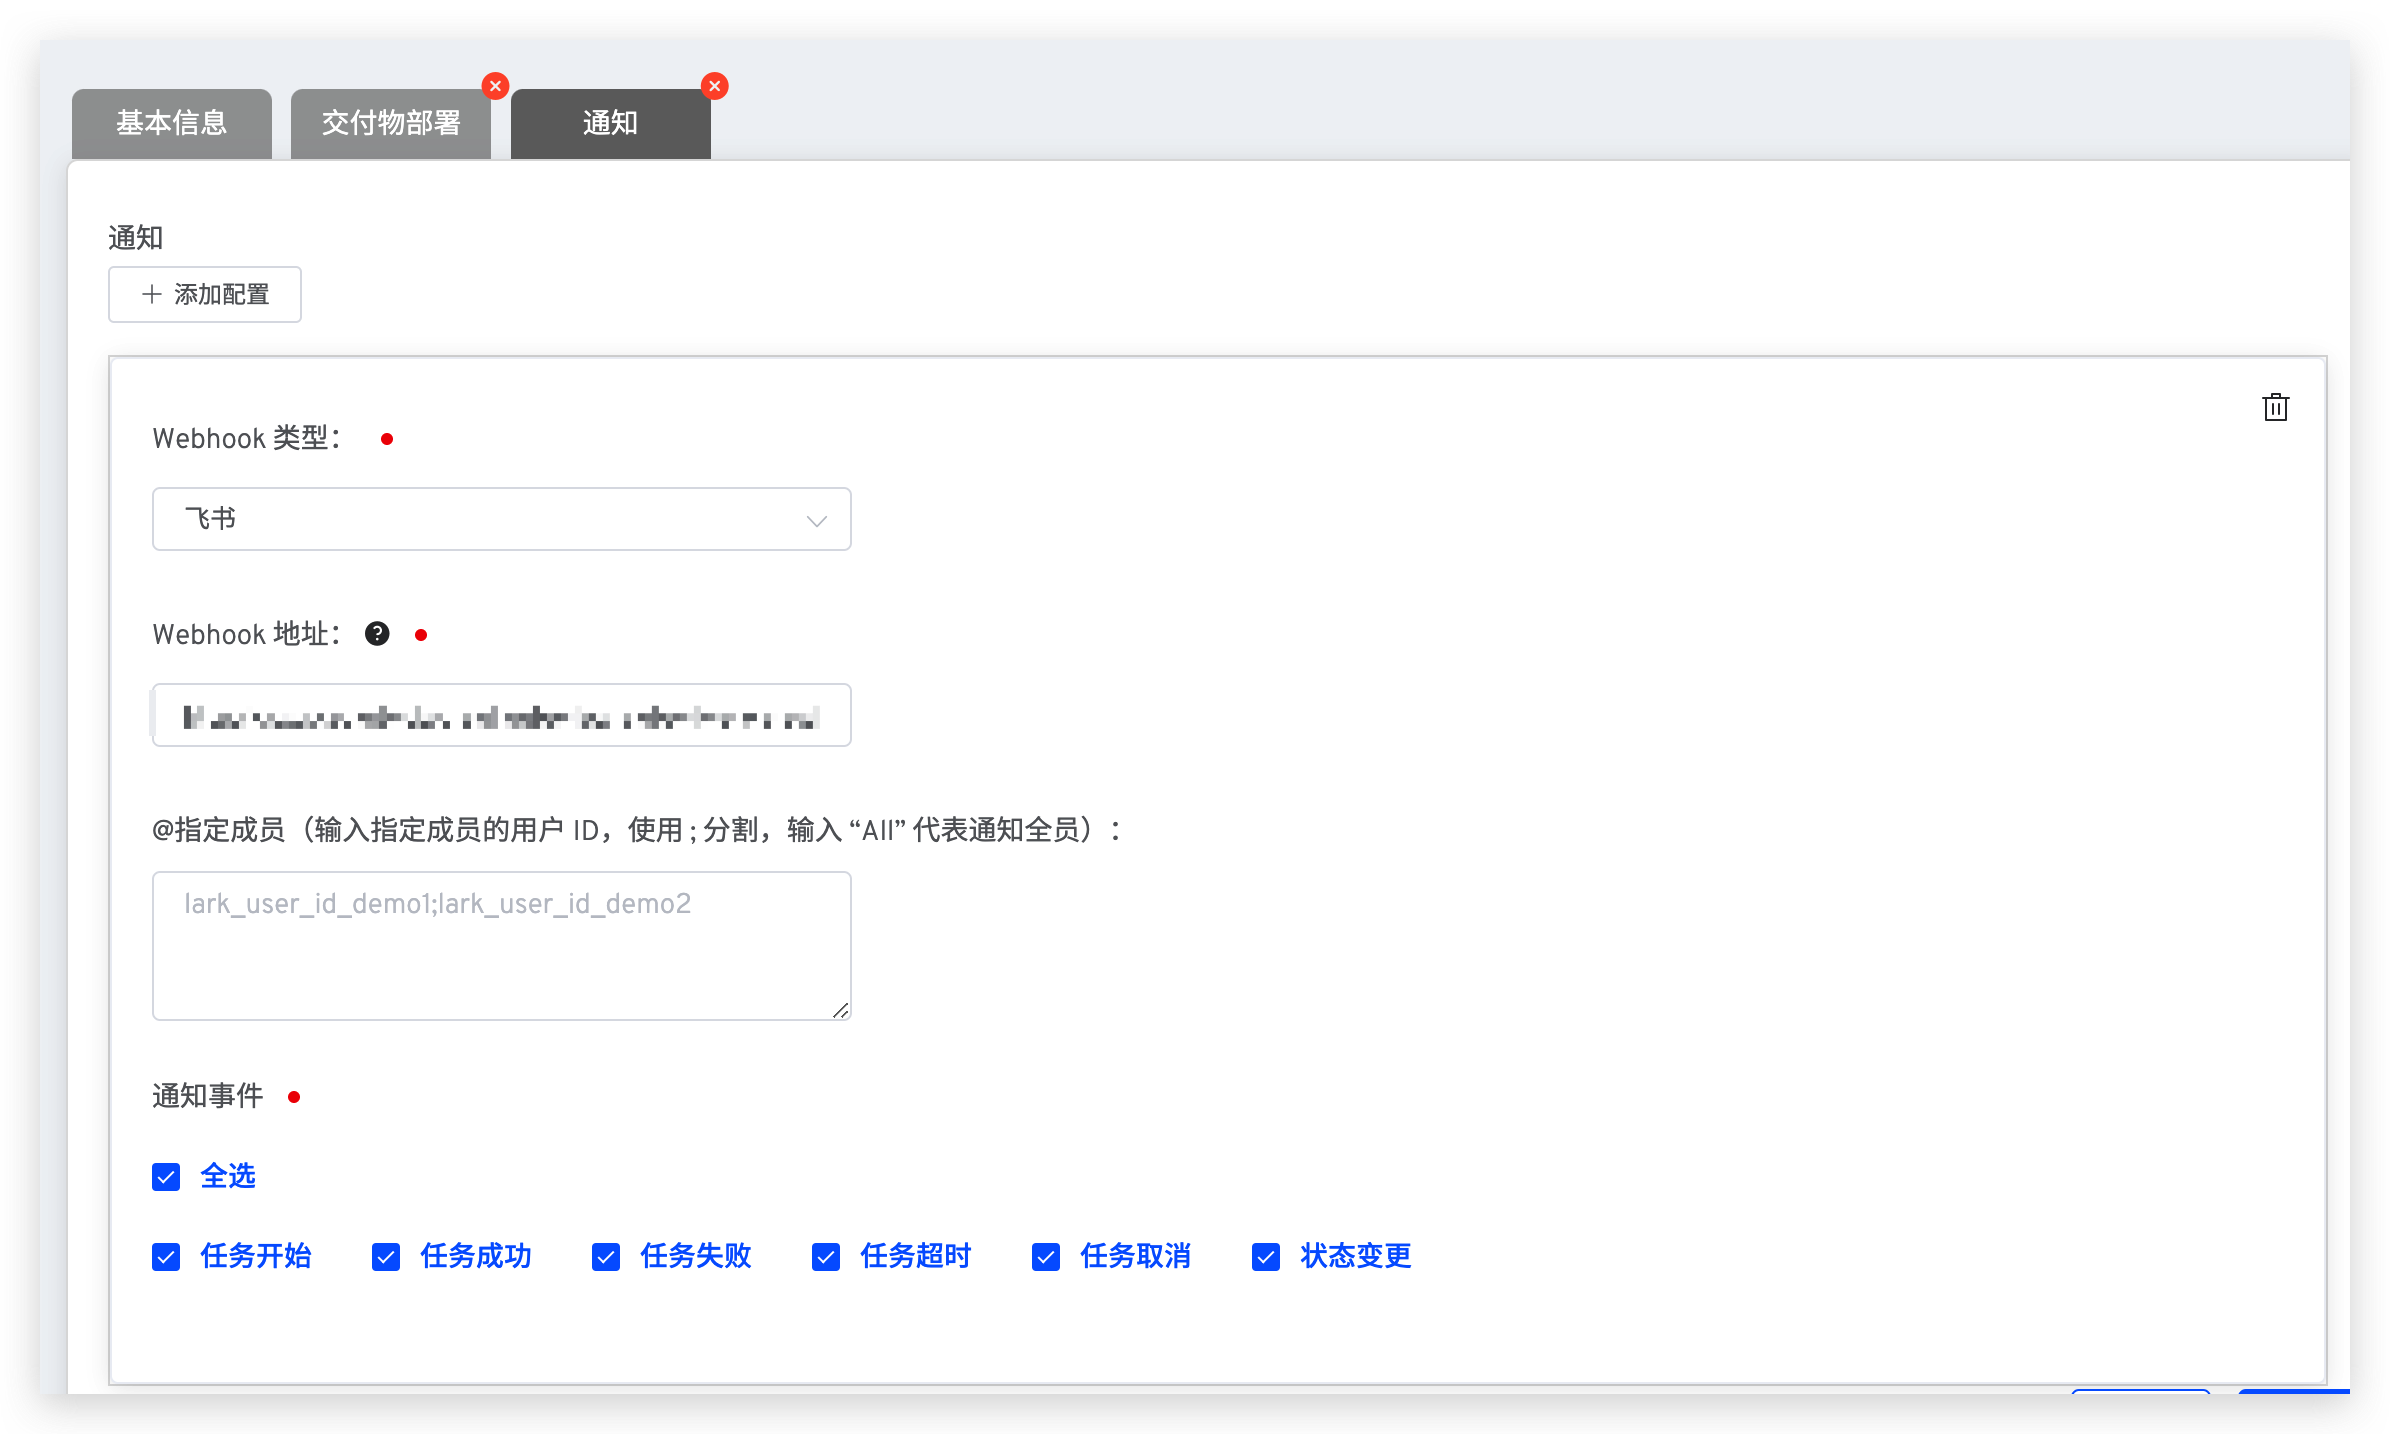 基本信息
交付物部署
通知
通知
添加配置
Webhook 类型：
飞书
Webhook 地址：
@指定成员（输入指定成员的用户 ID，使用 ; 分割，输入 “All” 代表通知全员）：
lark_user_id_demo1;lark_user_id_demo2
通知事件
全选
任务开始 任务成功 任务失败 任务超时 任务取消 状态变更